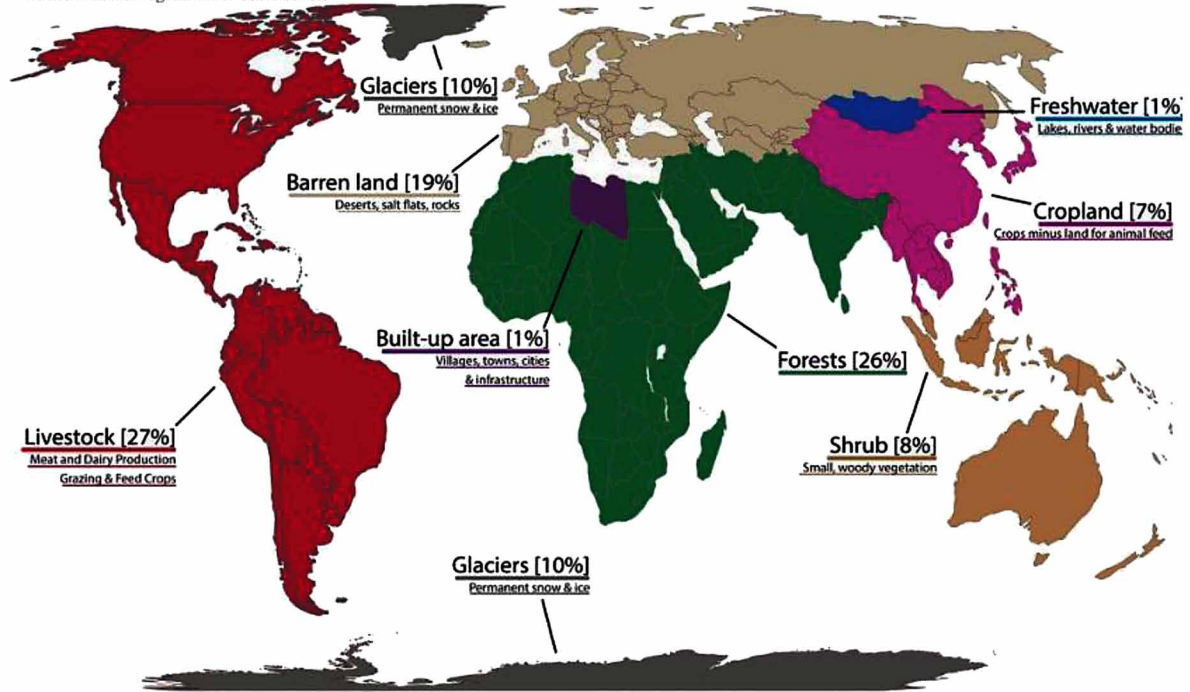 Glaciers [10%]
Permanent snow & ice
Freshwater [1%
Lakes, rivers & water bodie
Barren land [19%]
Deserts, salt flats, rocks
Cropland [7%]
Crops minus land for animal feed
Built-up area [1%]
Villages, towns, cities
& infrastructure
Forests [26%]
Livestock [27%]
Meat and Dairy Production
Grazing & Feed Crops
Shrub [8%]
Small, woody vegetation
Glaciers [10%]
Permanent snow & ice